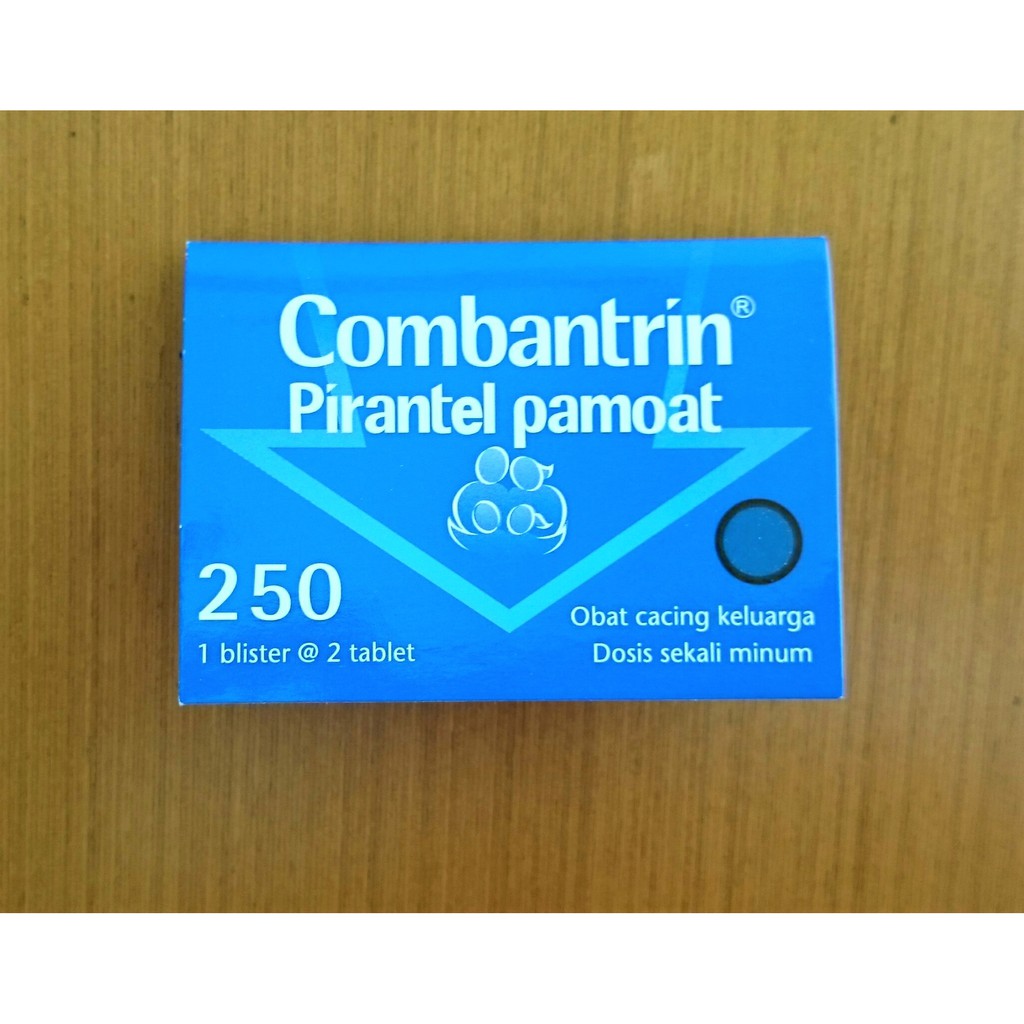 Combantrin®
Pirantel pamoat
250
1 blister @ 2 tablet
Obat cacing keluarga
Dosis sekali minum